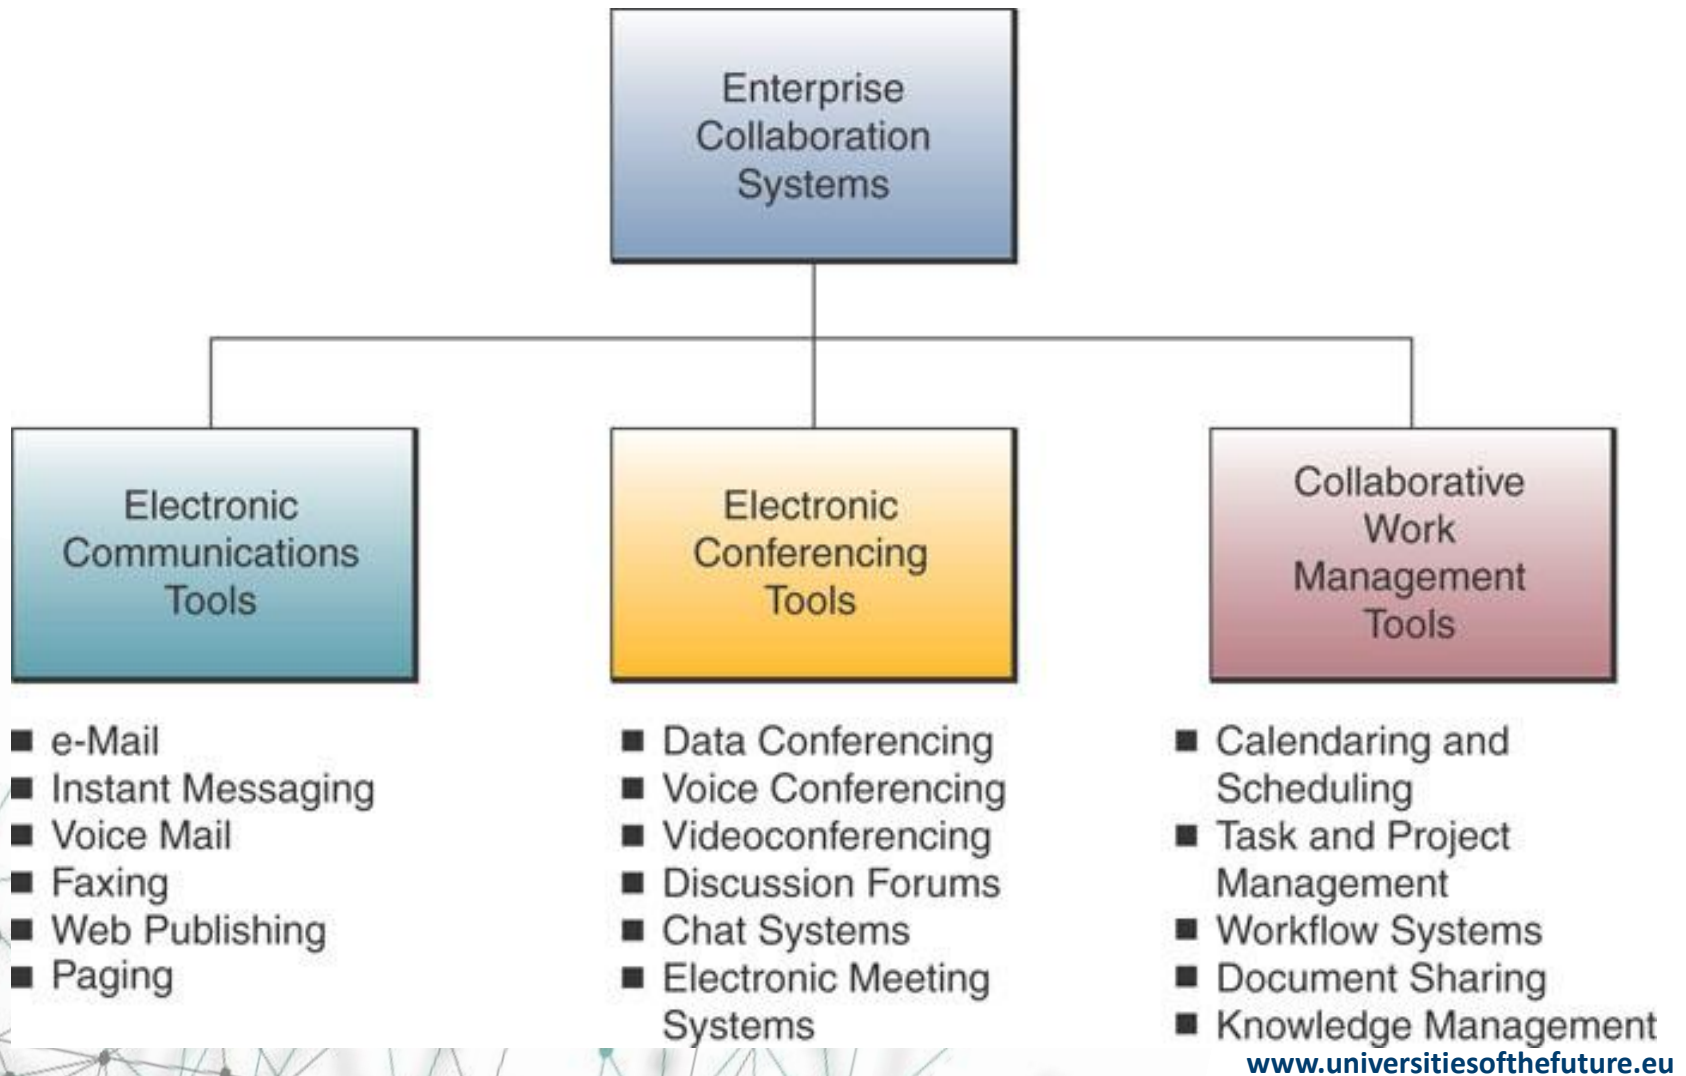 Enterprise
Collaboration
Systems
Electronic
Communications
Tools
Electronic
Conferencing
Tools
Collaborative
Work
Management
Tools
■ e-Mail
■ Instant Messaging
■ Voice Mail
■ Faxing
■ Web Publishing
■ Paging
■ Data Conferencing
■ Voice Conferencing
■ Videoconferencing
■ Discussion Forums
■ Chat Systems
■ Electronic Meeting
Systems
■ Calendaring and
Scheduling
■ Task and Project
Management
■ Workflow Systems
■ Document Sharing
■ Knowledge Management
www.universitiesofthefuture.eu